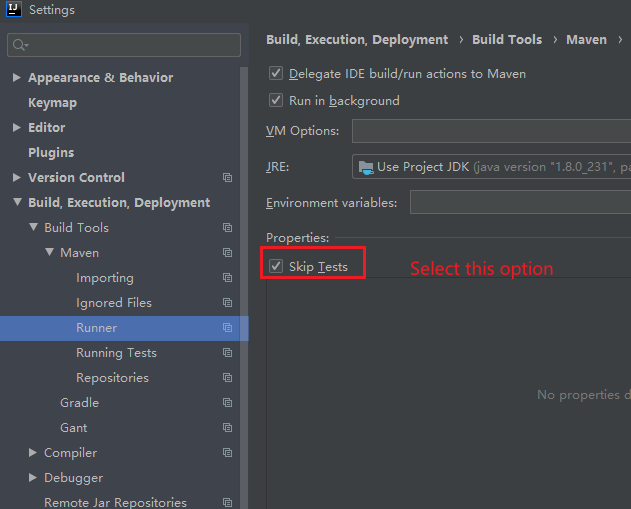 IJ Settings
Appearance & Behavior
Keymap
Editor
Plugins
Version Control
Build, Execution, Deployment
Build Tools
Maven
Importing
Ignored Files
Runner
Running Tests
Repositories
Gradle
Gant
Compiler
Debugger
Remote Jar Repositories
Build, Execution, Deployment › Build Tools › Maven ›
Delegate IDE build/run actions to Maven
Run in background
VM Options:
JRE: Use Project JDK (java version "1.8.0_231", pa
Environment variables:
Properties:
Skip Tests Select this option
No properties d